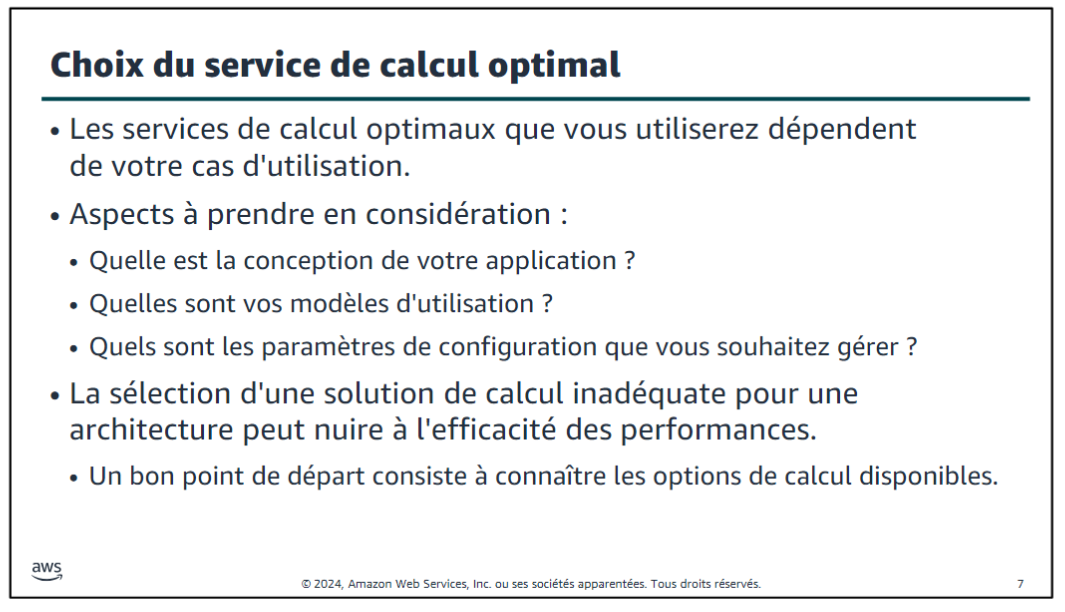 Choix du service de calcul optimal
• Les services de calcul optimaux que vous utiliserez dépendent
de votre cas d'utilisation.
• Aspects à prendre en considération :
• Quelle est la conception de votre application ?
• Quelles sont vos modèles d'utilisation ?
• Quels sont les paramètres de configuration que vous souhaitez gérer ?
• La sélection d'une solution de calcul inadéquate pour une
architecture peut nuire à l'efficacité des performances.
• Un bon point de départ consiste à connaître les options de calcul disponibles.
aws
© 2024, Amazon Web Services, Inc. ou ses sociétés apparentées. Tous droits réservés.
7